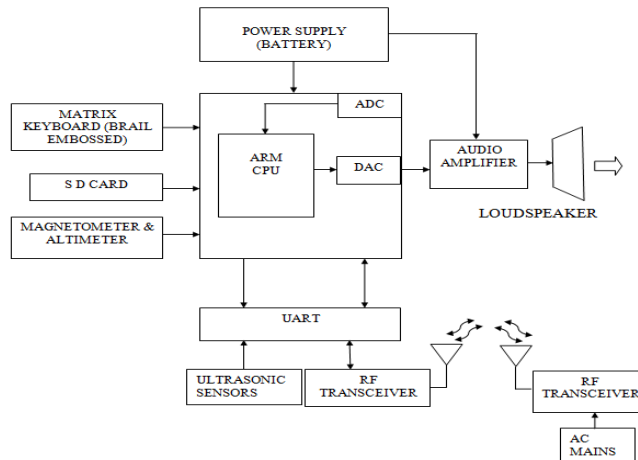 POWER SUPPLY
(BATTERY)
ADC
MATRIX
KEYBOARD (BRAIL
EMBOSSED)
ARM
CPU
DAC
AUDIO
AMPLIFIER
S D CARD
LOUDSPEAKER
MAGNETOMETER &
ALTIMETER
UART
ULTRASONIC
SENSORS
RF
TRANSCEIVER
RF
TRANSCEIVER
AC
MAINS